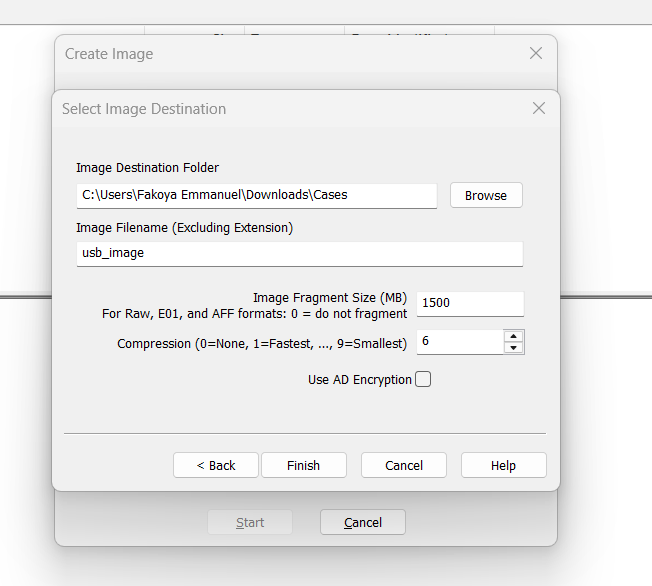 Create Image
Select Image Destination
Image Destination Folder
C:\Users\Fakoya Emmanuel\Downloads\Cases
Browse
Image Filename (Excluding Extension)
usb_image
Image Fragment Size (MB)
1500
For Raw, E01, and AFF formats: 0 = do not fragment
Compression (0=None, 1=Fastest, ..., 9=Smallest)
6
Use AD Encryption
< Back
Finish
Cancel
Help
Start
Cancel